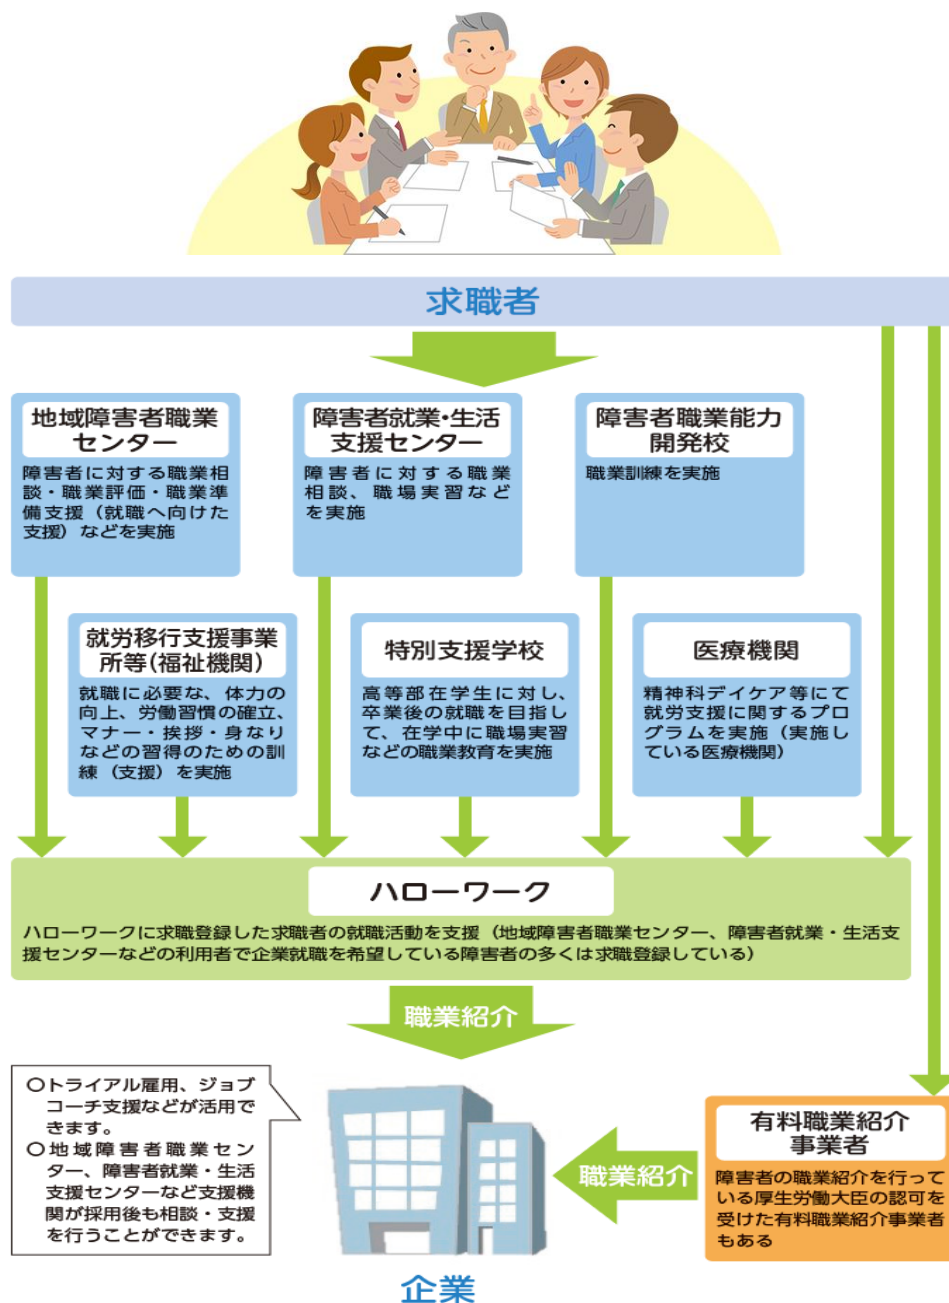 求職者
地域障害者職業
センター
障害者に対する職業相
談・職業評価・職業準
備支援（就職へ向けた
支援）などを実施
障害者就業・生活
支援センター
障害者に対する職業
相談、職場実習など
を実施
障害者職業能力
開発校
職業訓練を実施
就労移行支援事業
所等(福祉機関)
就職に必要な、体力の
向上、労働習慣の確立、
マナー・挨拶・身なり
などの習得のための訓
練（支援）を実施
特別支援学校
高等部在学生に対し、
卒業後の就職を目指し
て、在学中に職場実習
などの職業教育を実施
医療機関
精神科デイケア等にて
就労支援に関するプロ
グラムを実施（実施し
ている医療機関）
ハローワーク
ハローワークに求職登録した求職者の就職活動を支援（地域障害者職業センター、障害者就業・生活支
援センターなどの利用者で企業就職を希望している障害者の多くは求職登録している）
職業紹介
〇トライアル雇用、ジョブ
コーチ支援などが活用で
きます。
〇地域障害者職業セン
ター、障害者就業・生活
支援センターなど支援機
関が採用後も相談・支援
を行うことができます。
職業紹介
有料職業紹介
事業者
障害者の職業紹介を行って
いる厚生労働大臣の認可を
受けた有料職業紹介事業者
もある
企業